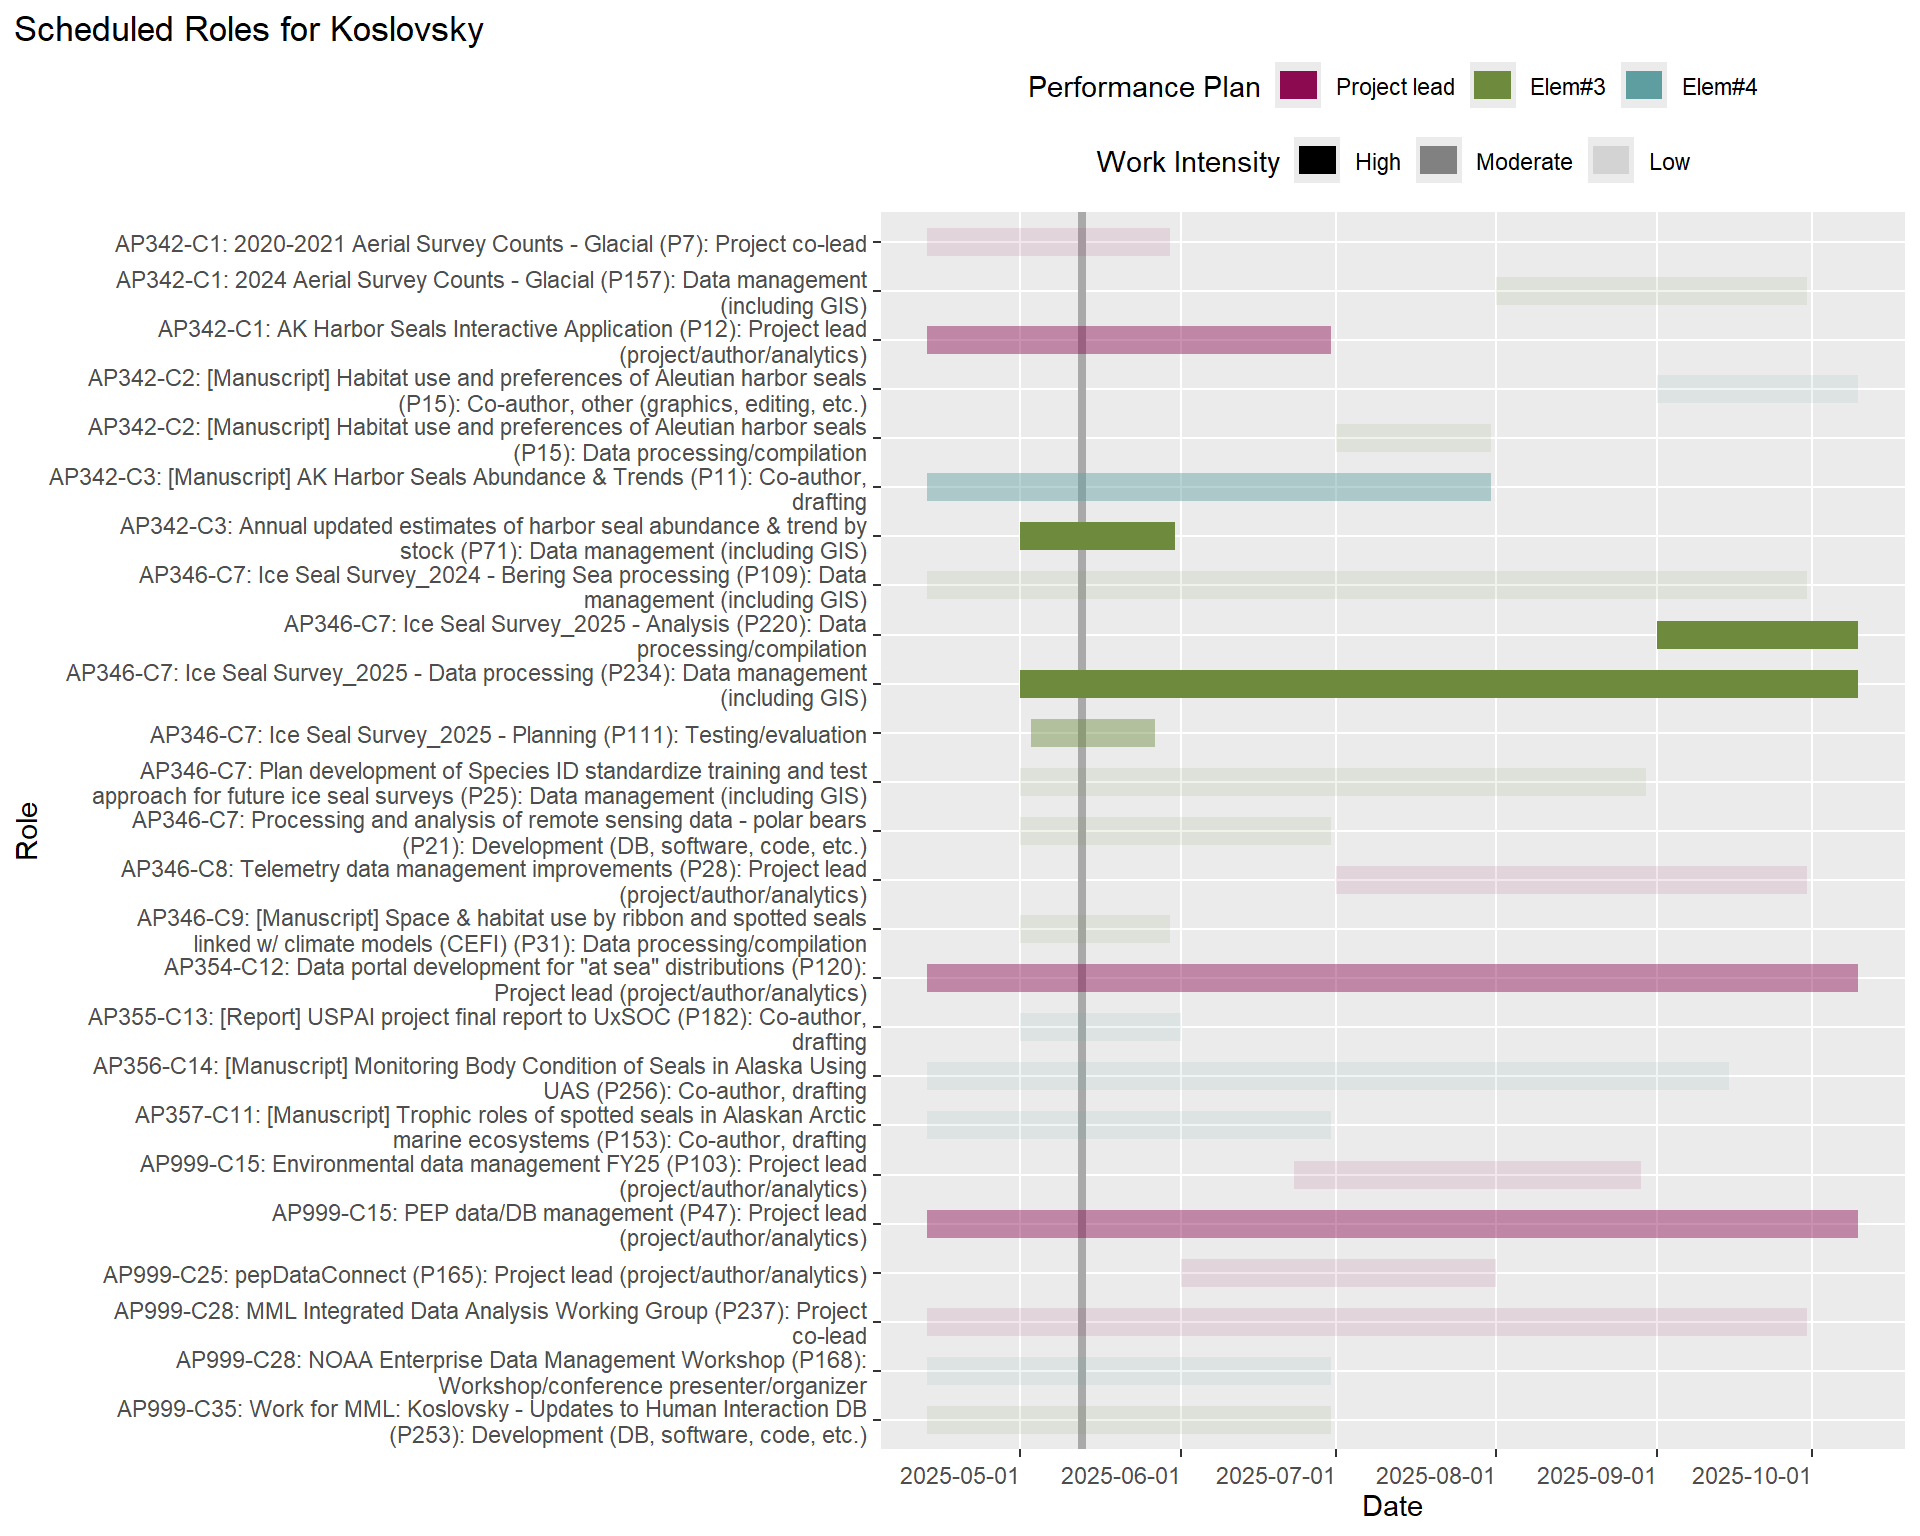 Scheduled Roles for Koslovsky
Performance Plan Project lead Elem#3 Elem#4
Work Intensity High Moderate Low
AP342-C1: 2020-2021 Aerial Survey Counts - Glacial (P7): Project co-lead
AP342-C1: 2024 Aerial Survey Counts - Glacial (P157): Data management
(including GIS)
AP342-C1: AK Harbor Seals Interactive Application (P12): Project lead
(project/author/analytics)
AP342-C2: [Manuscript] Habitat use and preferences of Aleutian harbor seals
(P15): Co-author, other (graphics, editing, etc.)
AP342-C2: [Manuscript] Habitat use and preferences of Aleutian harbor seals
(P15): Data processing/compilation
AP342-C3: [Manuscript] AK Harbor Seals Abundance & Trends (P11): Co-author,
drafting
AP342-C3: Annual updated estimates of harbor seal abundance & trend by
stock (P71): Data management (including GIS)
AP346-C7: Ice Seal Survey_2024 - Bering Sea processing (P109): Data
management (including GIS)
AP346-C7: Ice Seal Survey_2025 - Analysis (P220): Data
processing/compilation
AP346-C7: Ice Seal Survey_2025 - Data processing (P234): Data management
(including GIS)
AP346-C7: Ice Seal Survey_2025 - Planning (P111): Testing/evaluation
AP346-C7: Plan development of Species ID standardize training and test
approach for future ice seal surveys (P25): Data management (including GIS)
AP346-C7: Processing and analysis of remote sensing data - polar bears
(P21): Development (DB, software, code, etc.)
AP346-C8: Telemetry data management improvements (P28): Project lead
(project/author/analytics)
AP346-C9: [Manuscript] Space & habitat use by ribbon and spotted seals
linked w/ climate models (CEFI) (P31): Data processing/compilation
AP354-C12: Data portal development for "at sea" distributions (P120):
Project lead (project/author/analytics)
AP355-C13: [Report] USPAI project final report to UxSOC (P182): Co-author,
drafting
AP356-C14: [Manuscript] Monitoring Body Condition of Seals in Alaska Using
UAS (P256): Co-author, drafting
AP357-C11: [Manuscript] Trophic roles of spotted seals in Alaskan Arctic
marine ecosystems (P153): Co-author, drafting
AP999-C15: Environmental data management FY25 (P103): Project lead
(project/author/analytics)
AP999-C15: PEP data/DB management (P47): Project lead
(project/author/analytics)
AP999-C25: pepDataConnect (P165): Project lead (project/author/analytics)
AP999-C28: MML Integrated Data Analysis Working Group (P237): Project
co-lead
AP999-C28: NOAA Enterprise Data Management Workshop (P168):
Workshop/conference presenter/organizer
AP999-C35: Work for MML: Koslovsky - Updates to Human Interaction DB
(P253): Development (DB, software, code, etc.)
Role
2025-05-01 2025-06-01 2025-07-01 2025-08-01 2025-09-01 2025-10-01
Date